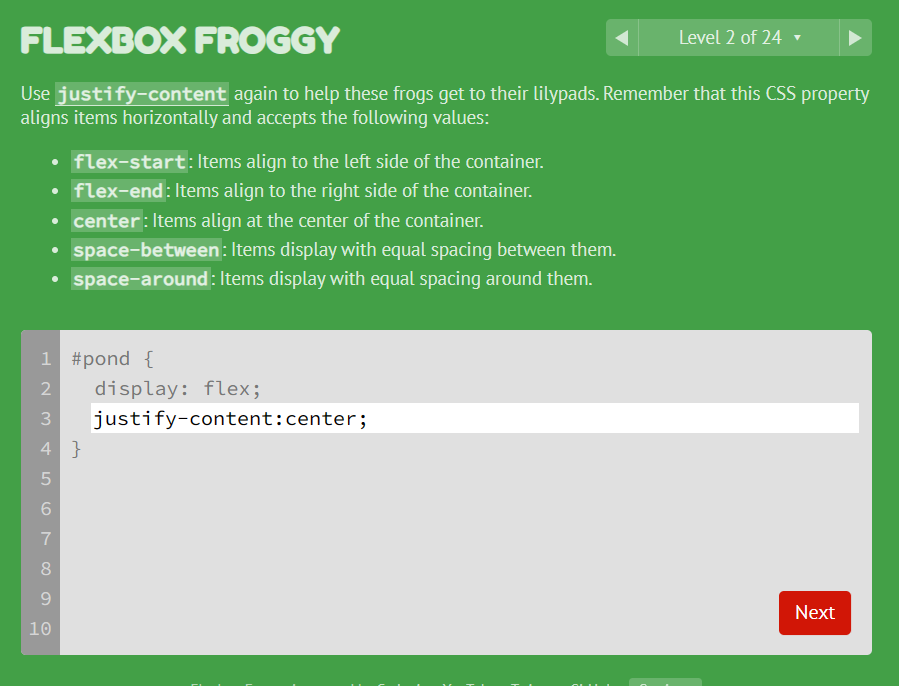 FLEXBOX FROGGY
Level 2 of 24
Use justify-content again to help these frogs get to their lilypads. Remember that this CSS property
aligns items horizontally and accepts the following values:
flex-start: Items align to the left side of the container.
flex-end: Items align to the right side of the container.
center: Items align at the center of the container.
space-between: Items display with equal spacing between them.
space-around: Items display with equal spacing around them.
1 #pond {
2 display: flex;
3 justify-content:center;
4 }
5
6
7
8
9
10
Next